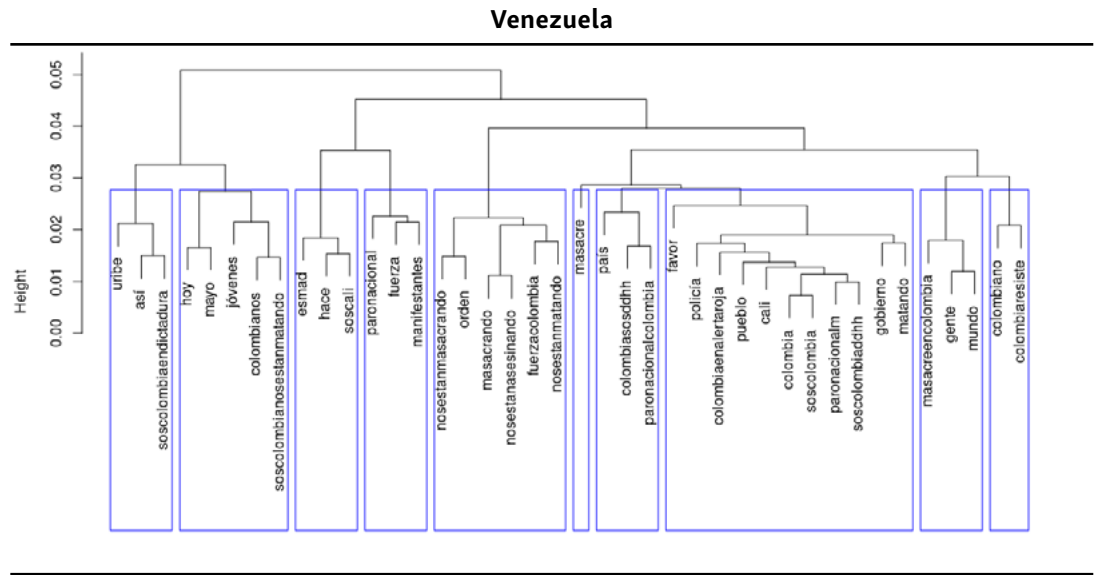 Venezuela
Height
0.05
0.04
0.03
0.02
0.01
0.00
uribe
así
soscolombiaendictadura
hoy
mayo
jóvenes
colombianos
soscolombianosestanmatando
esmad
hace
soscali
paronacional
fuerza
manifestantes
nosestanmasacrando
orden
masacrando
nosestanasesinando
fuerzacolombia
nosestanmatando
masacre
país
colombiasosddhh
paronacionalcolombia
favor
policía
colombiaenalertaroja
pueblo
cali
colombia
soscolombia
paronacionalm
soscolombiaddhh
gobierno
matando
masacreencolombia
gente
mundo
colombiano
colombiaresiste